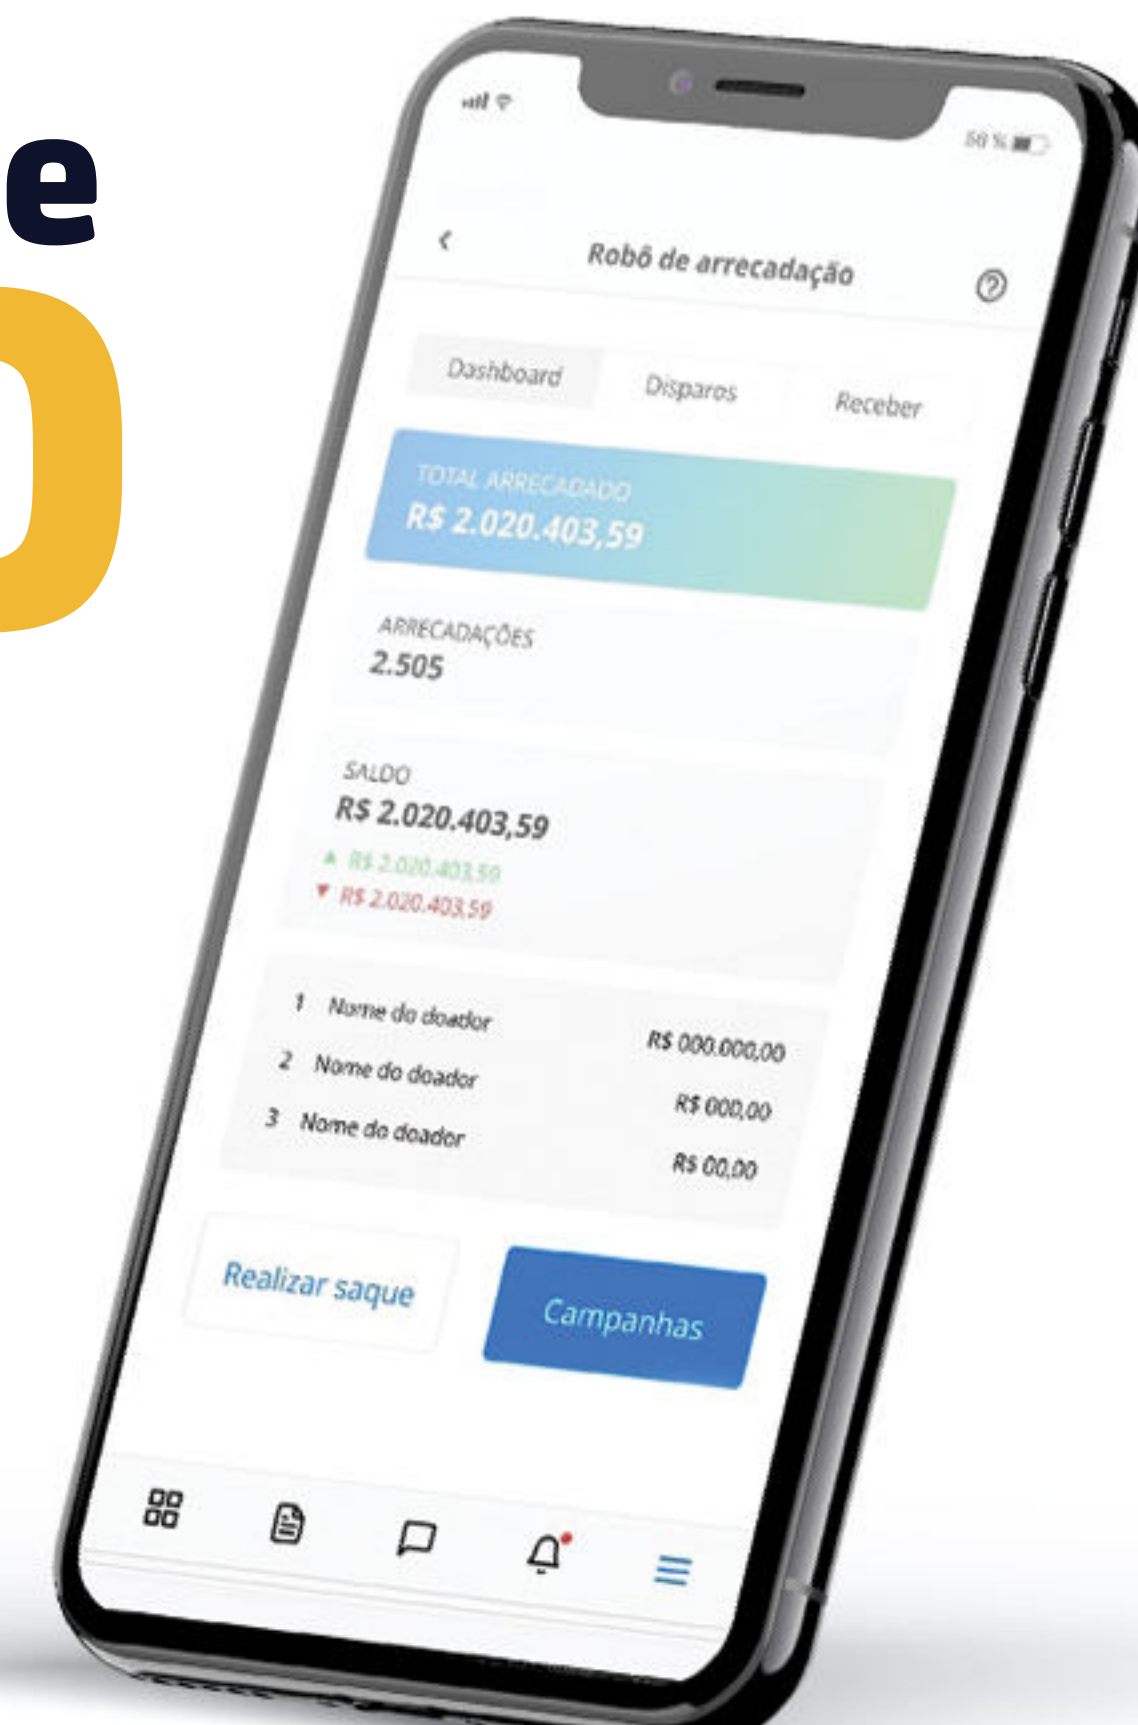 e
0
56 %
Robô de arrecadação
Dashboard Disparos Receber
TOTAL ARRECADADO
R$ 2.020.403,59
ARRECADAÇÕES
2.505
SALDO
R$ 2.020.403,59
▲ R$ 2.020.403,59
▼ R$ 2.020.403,59
1 Nome do doador R$ 000.000,00
2 Nome do doador R$ 000,00
3 Nome do doador R$ 00,00
Realizar saque Campanhas